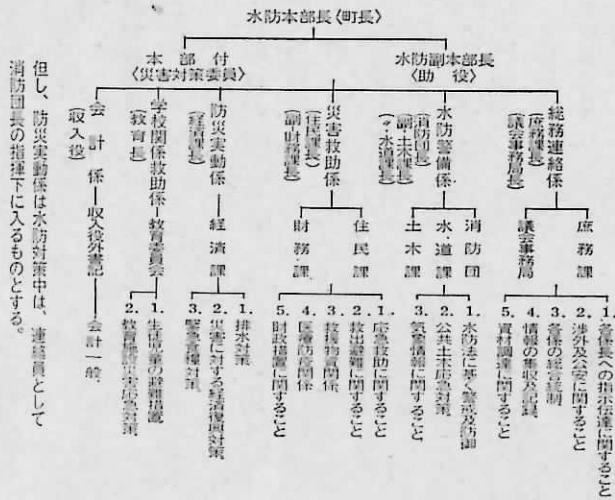 水防本部長〈町長〉
水防副本部長
〈助役〉
本部付
〈災害対策委員〉
総務連絡係
(庶務課長)
(議会事務局長)
庶務課
議会事務局
1. 各係長への指示伝達に関すること
2. 渉外及公安に関すること
3. 各係の総合統制
4. 情報の集収及記録
5. 資材調達に関すること
水防警備係
(消防団長)
(副・土木課長)
(〃・水道課長)
消防団
水道課
土木課
1. 水防法に基く警戒及防御
2. 公共土木応急対策
3. 気象情報に関すること
災害救助係
(住民課長)
(副・財務課長)
住民課
財務課
1. 応急救助に関すること
2. 救出避難に関すること
3. 救援物資関係
4. 医療防疫関係
5. 財政措置に関すること
防災実動係―経済課
(経済課長)
1. 排水対策
2. 災害に対する経済復興対策
3. 緊急食糧対策
学校関係救助係―教育委員会
(教育長)
1. 生徒児童の避難措置
2. 教育施設災害応急対策
会計係―収入役外書記―会計一般
(収入役)
但し、防災実動係は水防対策中は、連絡員として
消防団長の指揮下に入るものとする。